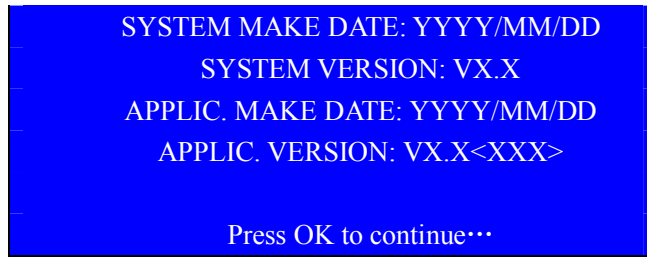 SYSTEM MAKE DATE: YYYY/MM/DD
SYSTEM VERSION: VX.X
APPLIC. MAKE DATE: YYYY/MM/DD
APPLIC. VERSION: VX.X<XXX>
Press OK to continue⋯